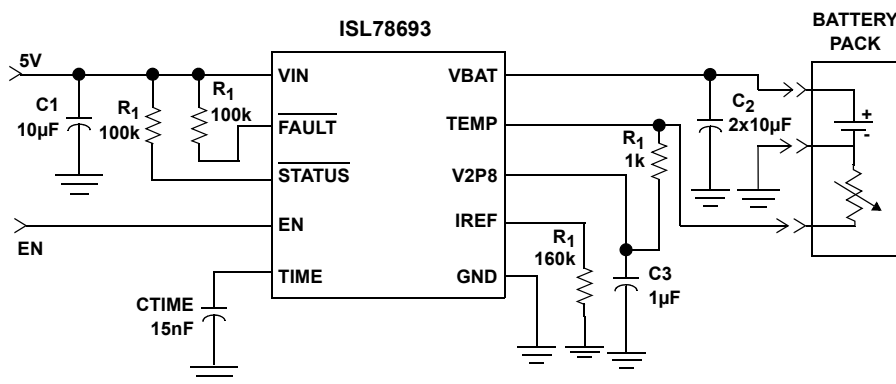 ISL78693
BATTERY
PACK
5V
VIN
VBAT
C1
10µF
R1
100k
R1
100k
FAULT
TEMP
C2
2x10µF
+
-
STATUS
V2P8
R1
1k
EN
EN
IREF
R1
160k
TIME
GND
C3
1µF
CTIME
15nF